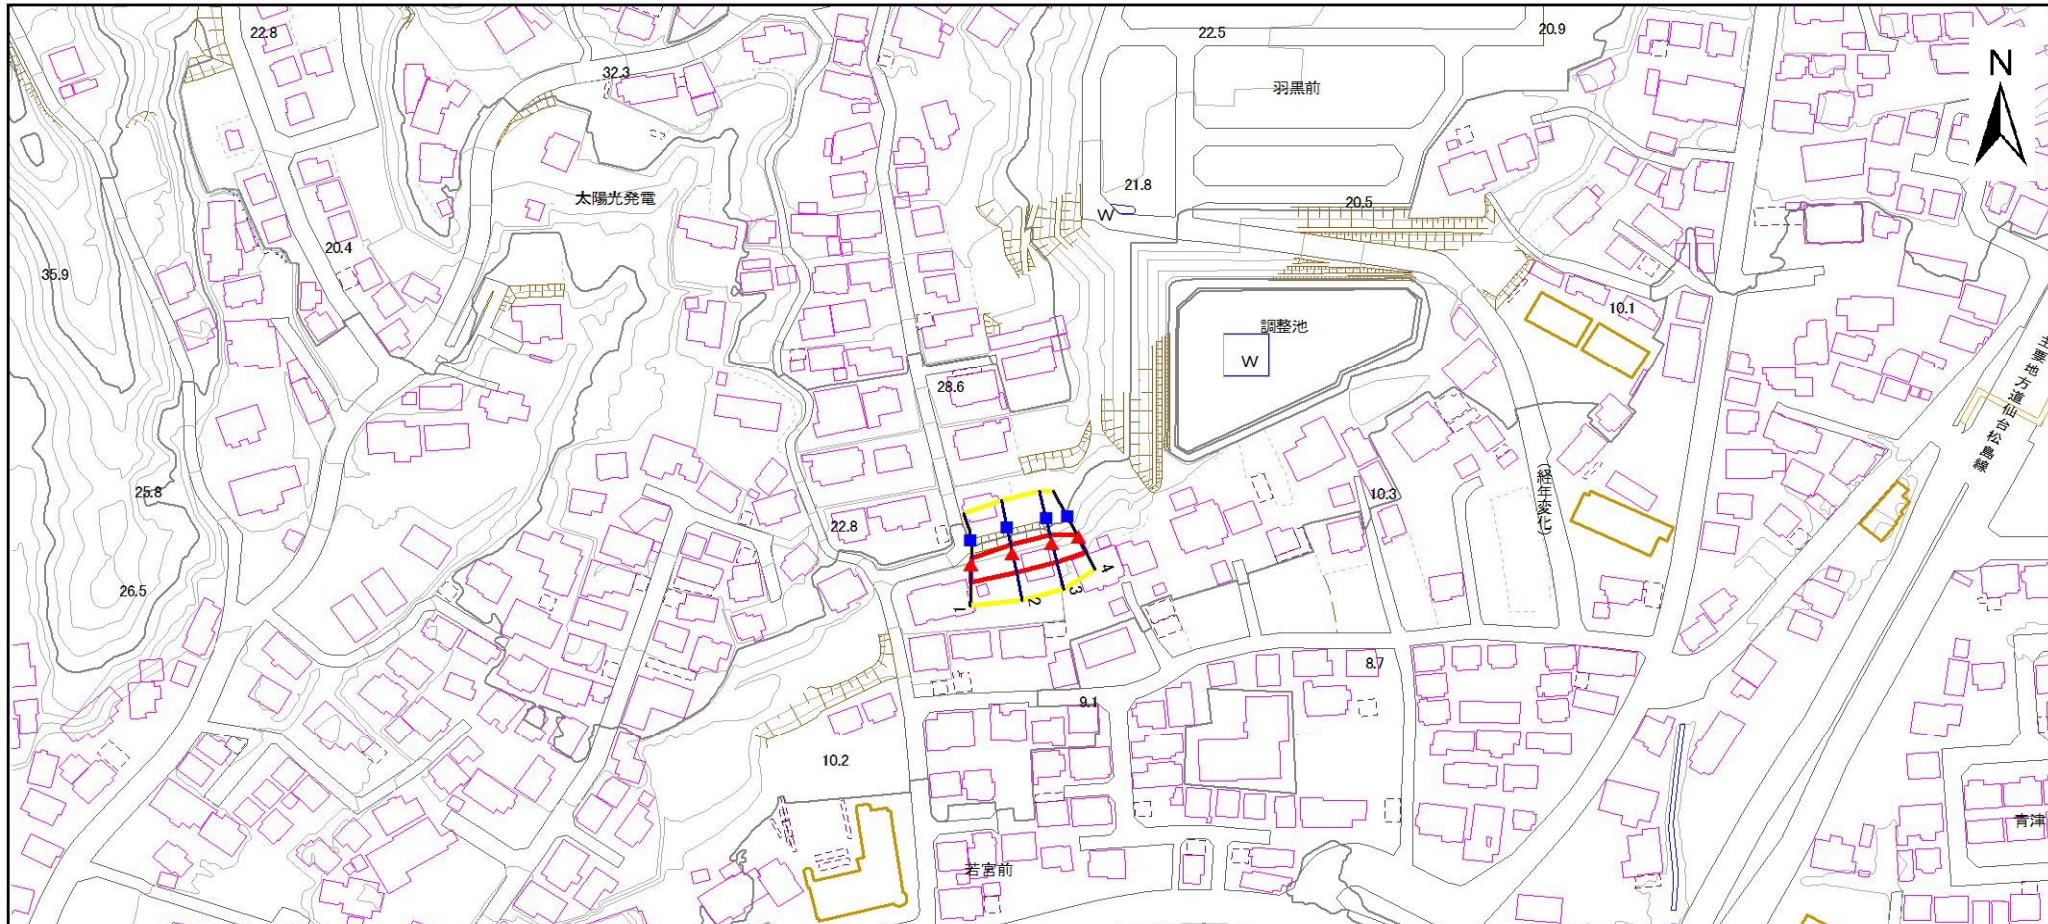 22.8
22.5
20.9
N
32.3
羽黒前
21.8
W
太陽光発電
20.5
20.4
35.9
10.1
調整池
W
主要地方道仙台松島線
28.6
25.8
10.3
(経年変化)
22.8
26.5
1
2
3
4
8.7
9.1
10.2
青津
若宮前